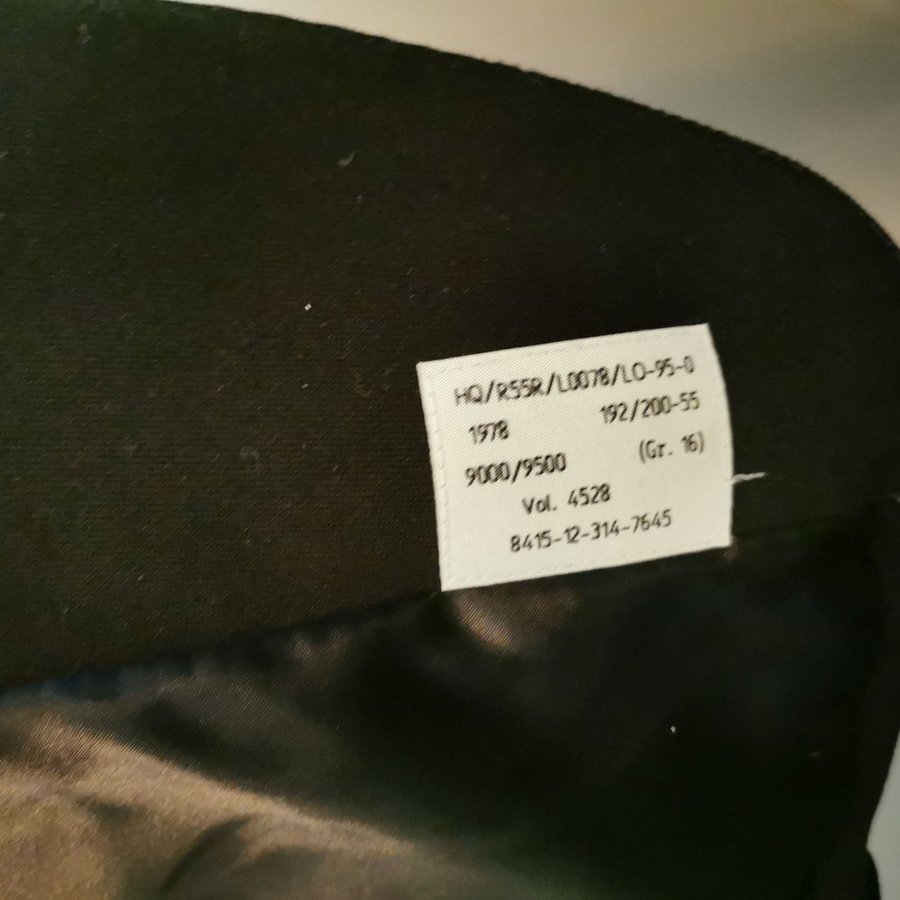 HQ/R55R/L0078/LO-95-0
1978 192/200-55
9000/9500 (Gr. 16)
Vol. 4528
8415-12-314-7645